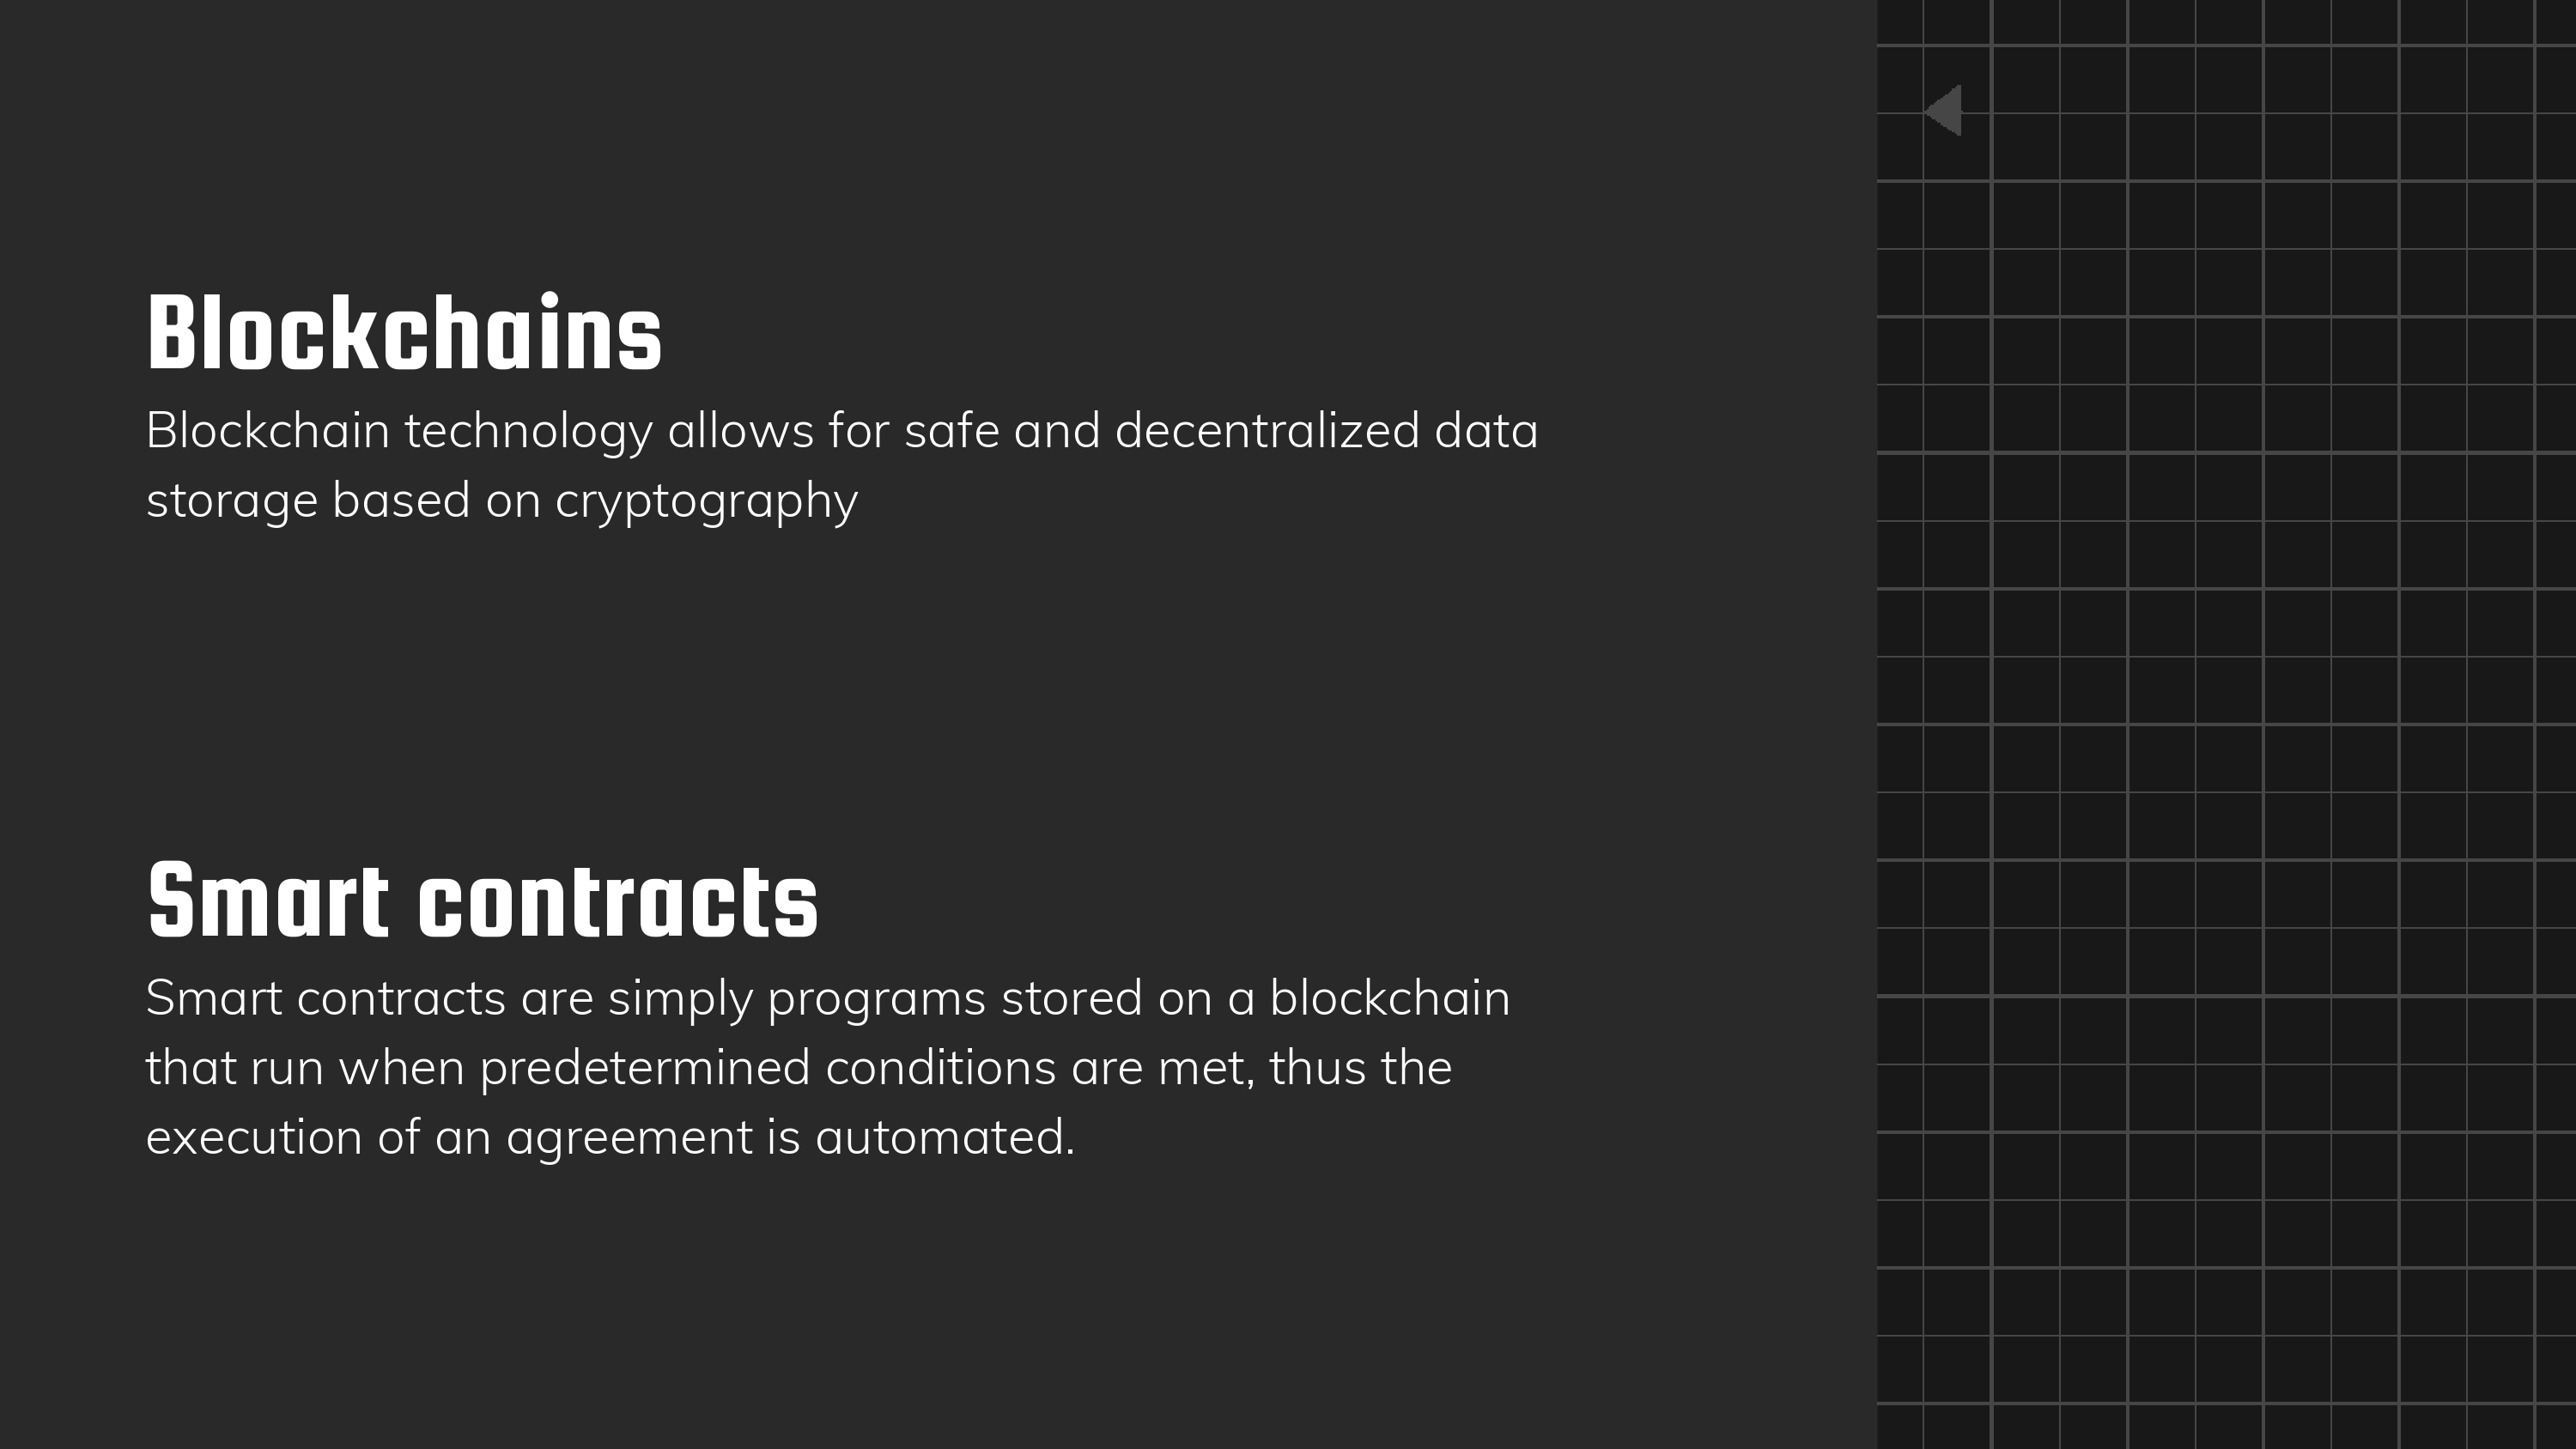 Blockchains
Blockchain technology allows for safe and decentralized data
storage based on cryptography
Smart contracts
Smart contracts are simply programs stored on a blockchain
that run when predetermined conditions are met, thus the
execution of an agreement is automated.